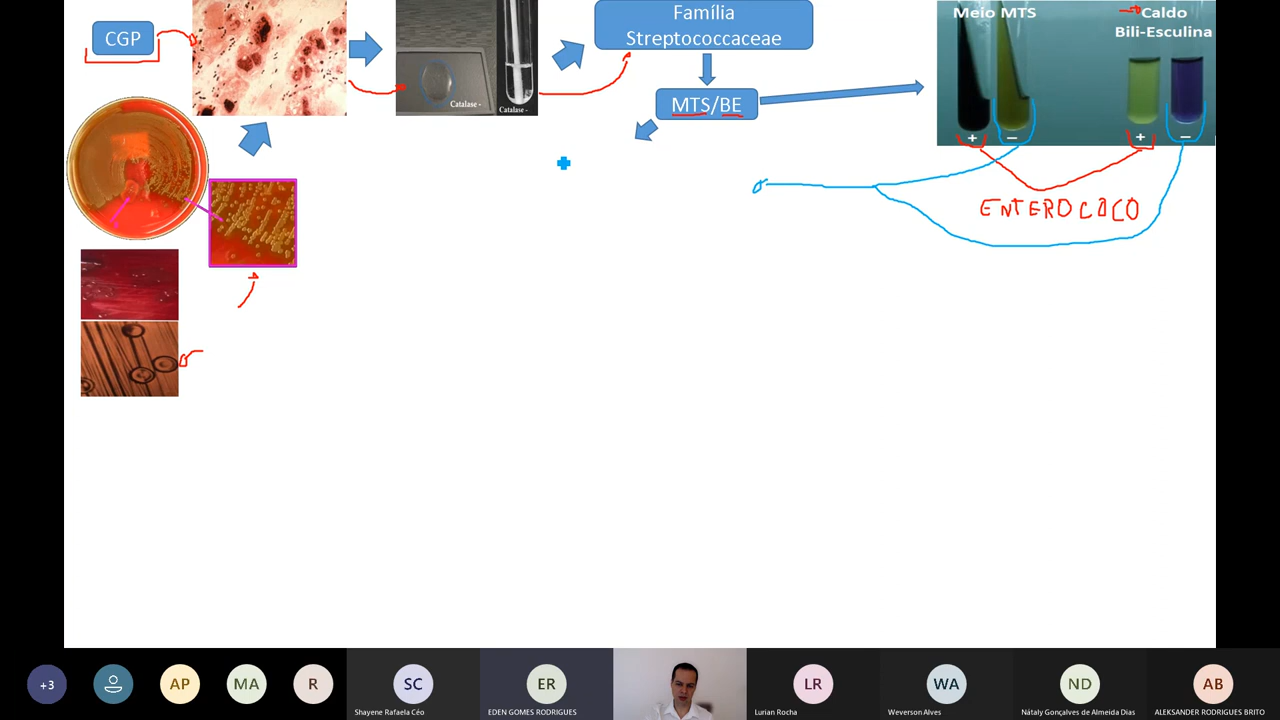 CGP
Catalase -
Catalase -
Família
Streptococcaceae
MTS/BE
Meio MTS
Caldo
Bili-Esculina
+
−
+
−
ENTEROCOCO
+3
AP
MA
R
SC
Shayene Rafaela Céo
ER
EDEN GOMES RODRIGUES
LR
Lurian Rocha
WA
Weverson Alves
ND
Nátaly Gonçalves de Almeida Dias
AB
ALEKSANDER RODRIGUES BRITO